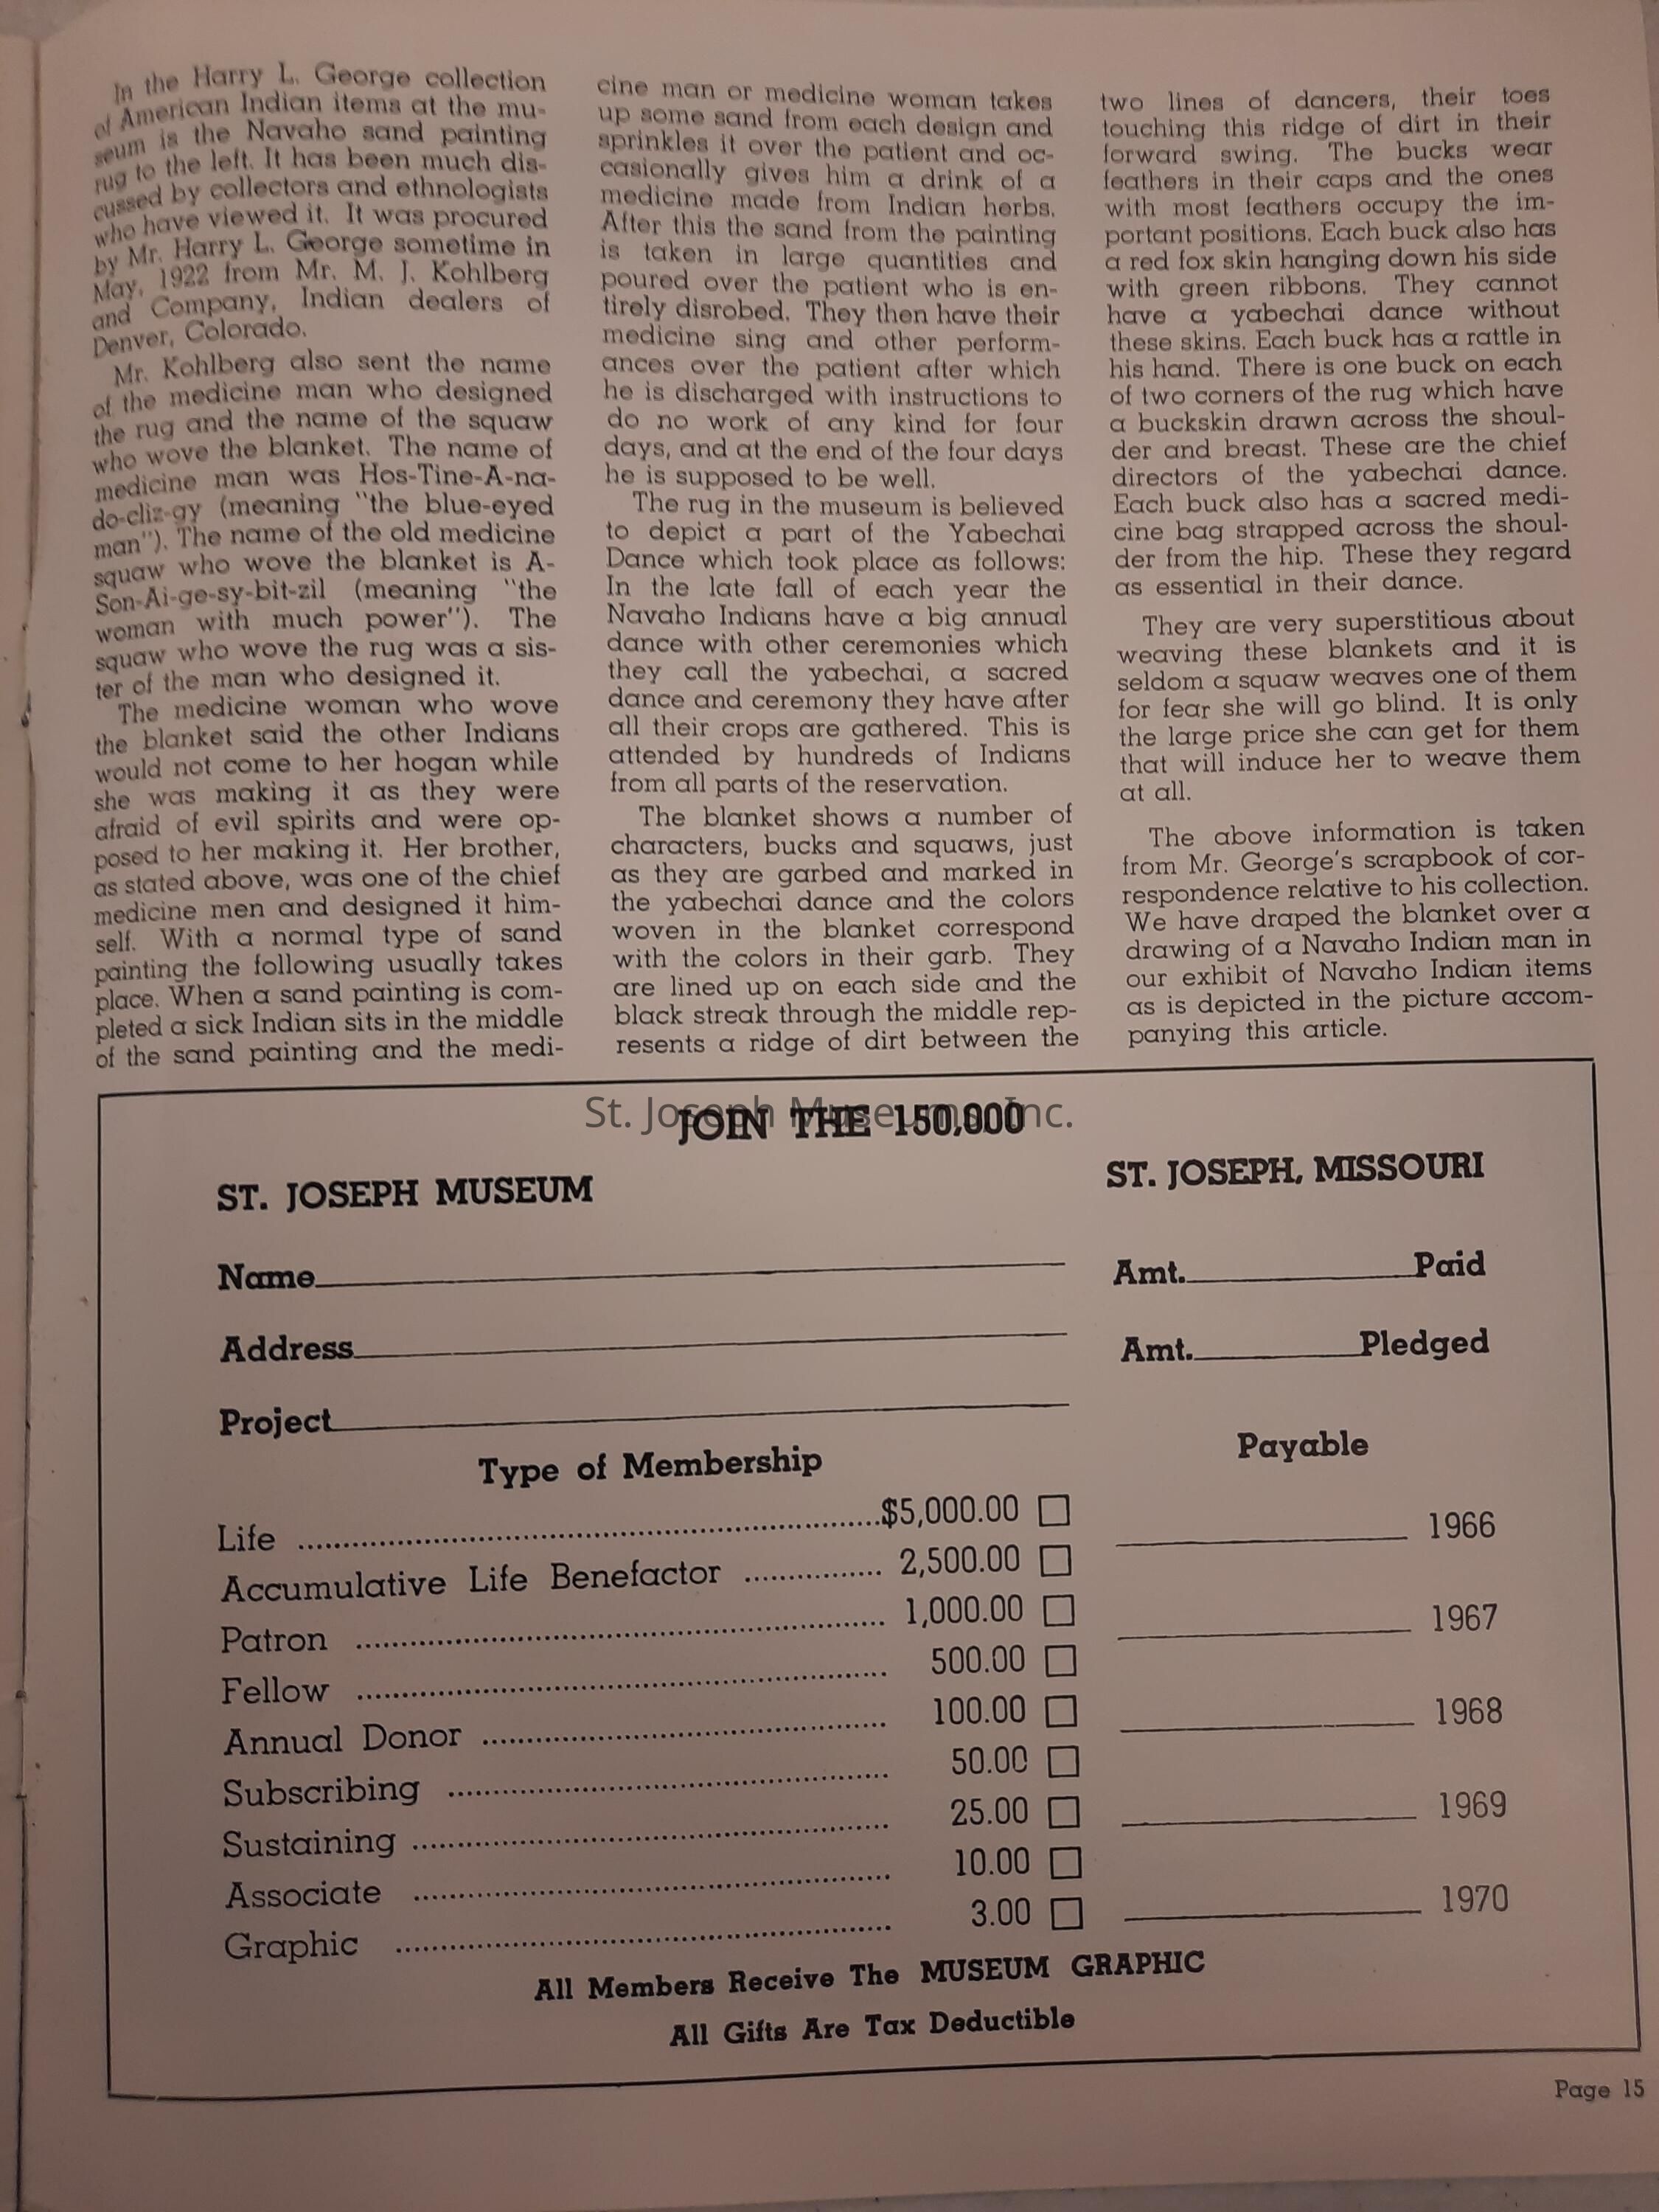 In the Harry L. George collection
of American Indian items at the mu-
seum is the Navaho sand painting
rug to the left. It has been much dis-
cussed by collectors and ethnologists
who have viewed it. It was procured
by Mr. Harry L. George sometime in
May, 1922 from Mr. M. J. Kohlberg
and Company, Indian dealers of
Denver, Colorado.
Mr. Kohlberg also sent the name
of the medicine man who designed
the rug and the name of the squaw
who wove the blanket. The name of
medicine man was Hos-Tine-A-na-
do-cliz-gy (meaning "the blue-eyed
man"). The name of the old medicine
squaw who wove the blanket is A-
Son-Ai-ge-sy-bit-zil (meaning "the
woman with much power"). The
squaw who wove the rug was a sis-
ter of the man who designed it.
The medicine woman who wove
the blanket said the other Indians
would not come to her hogan while
she was making it as they were
afraid of evil spirits and were op-
posed to her making it. Her brother,
as stated above, was one of the chief
medicine men and designed it him-
self. With a normal type of sand
painting the following usually takes
place. When a sand painting is com-
pleted a sick Indian sits in the middle
of the sand painting and the medi-
cine man or medicine woman takes
up some sand from each design and
sprinkles it over the patient and oc-
casionally gives him a drink of a
medicine made from Indian herbs.
After this the sand from the painting
is taken in large quantities and
poured over the patient who is en-
tirely disrobed. They then have their
medicine sing and other perform-
ances over the patient after which
he is discharged with instructions to
do no work of any kind for four
days, and at the end of the four days
he is supposed to be well.
The rug in the museum is believed
to depict a part of the Yabechai
Dance which took place as follows:
In the late fall of each year the
Navaho Indians have a big annual
dance with other ceremonies which
they call the yabechai, a sacred
dance and ceremony they have after
all their crops are gathered. This is
attended by hundreds of Indians
from all parts of the reservation.
The blanket shows a number of
characters, bucks and squaws, just
as they are garbed and marked in
the yabechai dance and the colors
woven in the blanket correspond
with the colors in their garb. They
are lined up on each side and the
black streak through the middle rep-
resents a ridge of dirt between the
two lines of dancers, their toes
touching this ridge of dirt in their
forward swing. The bucks wear
feathers in their caps and the ones
with most feathers occupy the im-
portant positions. Each buck also has
a red fox skin hanging down his side
with green ribbons. They cannot
have a yabechai dance without
these skins. Each buck has a rattle in
his hand. There is one buck on each
of two corners of the rug which have
a buckskin drawn across the shoul-
der and breast. These are the chief
directors of the yabechai dance.
Each buck also has a sacred medi-
cine bag strapped across the shoul-
der from the hip. These they regard
as essential in their dance.
They are very superstitious about
weaving these blankets and it is
seldom a squaw weaves one of them
for fear she will go blind. It is only
the large price she can get for them
that will induce her to weave them
at all.
The above information is taken
from Mr. George's scrapbook of cor-
respondence relative to his collection.
We have draped the blanket over a
drawing of a Navaho Indian man in
our exhibit of Navaho Indian items
as is depicted in the picture accom-
panying this article.
St. Joseph Museums, Inc.
JOIN THE 150,000
ST. JOSEPH MUSEUM
ST. JOSEPH, MISSOURI
Name
Amt. Paid
Address
Amt. Pledged
Project
Type of Membership
Payable
Life $5,000.00
1966
Accumulative Life Benefactor 2,500.00
Patron 1,000.00
1967
Fellow 500.00
Annual Donor 100.00
1968
Subscribing 50.00
Sustaining 25.00
1969
Associate 10.00
Graphic 3.00
1970
All Members Receive The MUSEUM GRAPHIC
All Gifts Are Tax Deductible
Page 15